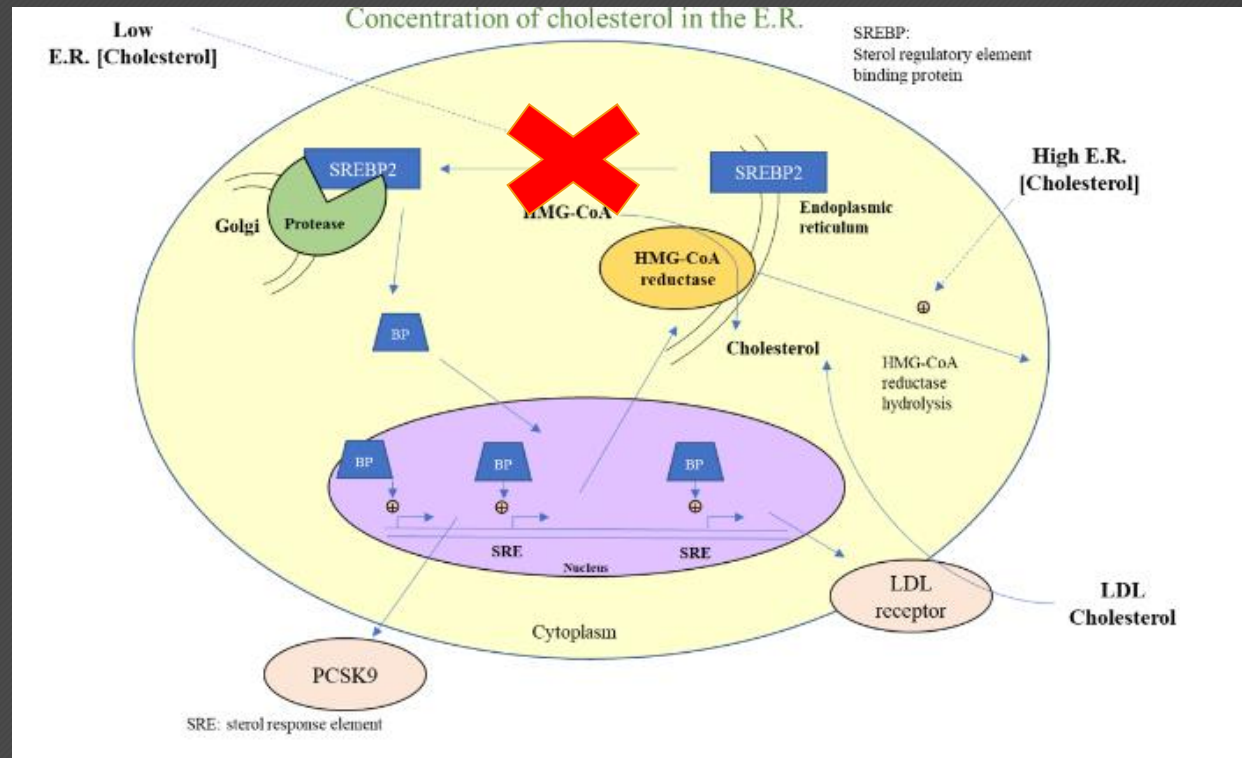 Concentration of cholesterol in the E.R.
Low
E.R. [Cholesterol]
SREBP:
Sterol regulatory element
binding protein
High E.R.
[Cholesterol]
SREBP2
SREBP2
Golgi
Protease
HMG-CoA
Endoplasmic
reticulum
HMG-CoA
reductase
BP
Cholesterol
HMG-CoA
reductase
hydrolysis
BP
BP
BP
SRE
SRE
Nucleus
LDL
receptor
LDL
Cholesterol
Cytoplasm
PCSK9
SRE: sterol response element